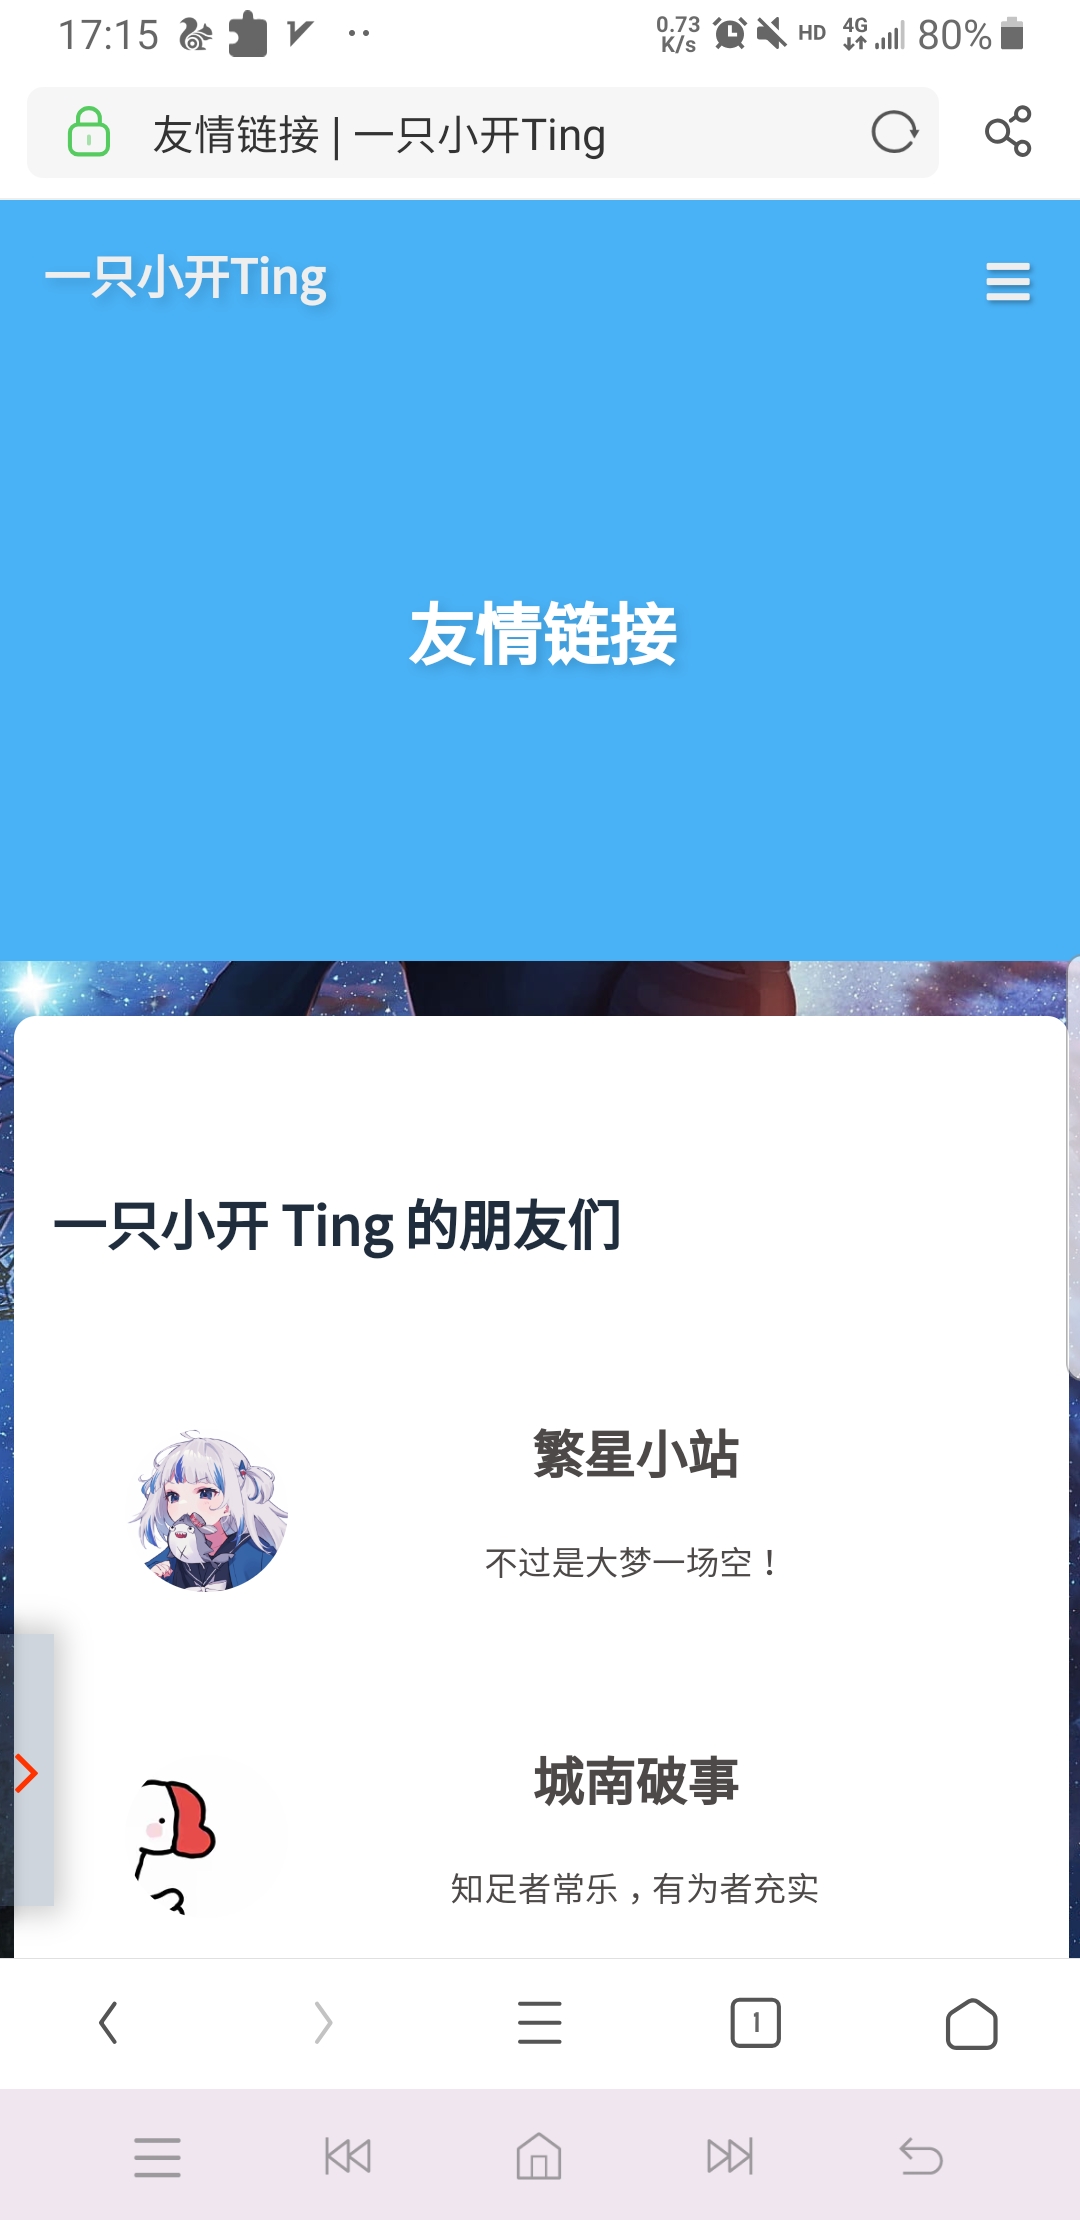 17:15
0.73 K/s HD 4G 80%
友情链接 | 一只小开Ting
一只小开Ting
友情链接
一只小开 Ting 的朋友们
繁星小站
不过是大梦一场空！
城南破事
知足者常乐，有为者充实
1